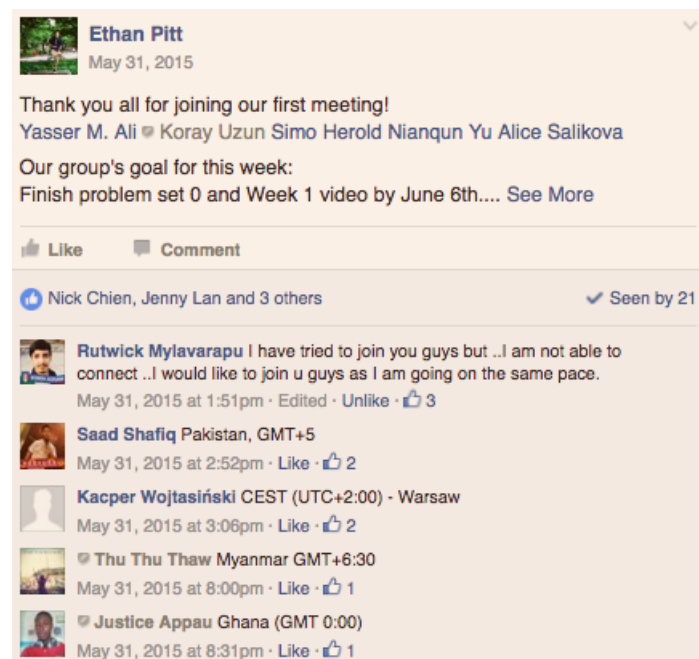 Ethan Pitt
May 31, 2015
Thank you all for joining our first meeting!
Yasser M. Ali Koray Uzun Simo Herold Nianqun Yu Alice Salikova
Our group's goal for this week:
Finish problem set 0 and Week 1 video by June 6th.... See More
Like Comment
Nick Chien, Jenny Lan and 3 others Seen by 21
Rutwick Mylavarapu I have tried to join you guys but ..I am not able to
connect ..I would like to join u guys as I am going on the same pace.
May 31, 2015 at 1:51pm · Edited · Unlike · 3
Saad Shafiq Pakistan, GMT+5
May 31, 2015 at 2:52pm · Like · 2
Kacper Wojtasiński CEST (UTC+2:00) - Warsaw
May 31, 2015 at 3:06pm · Like · 2
Thu Thu Thaw Myanmar GMT+6:30
May 31, 2015 at 8:00pm · Like · 1
Justice Appau Ghana (GMT 0:00)
May 31, 2015 at 8:31pm · Like · 1